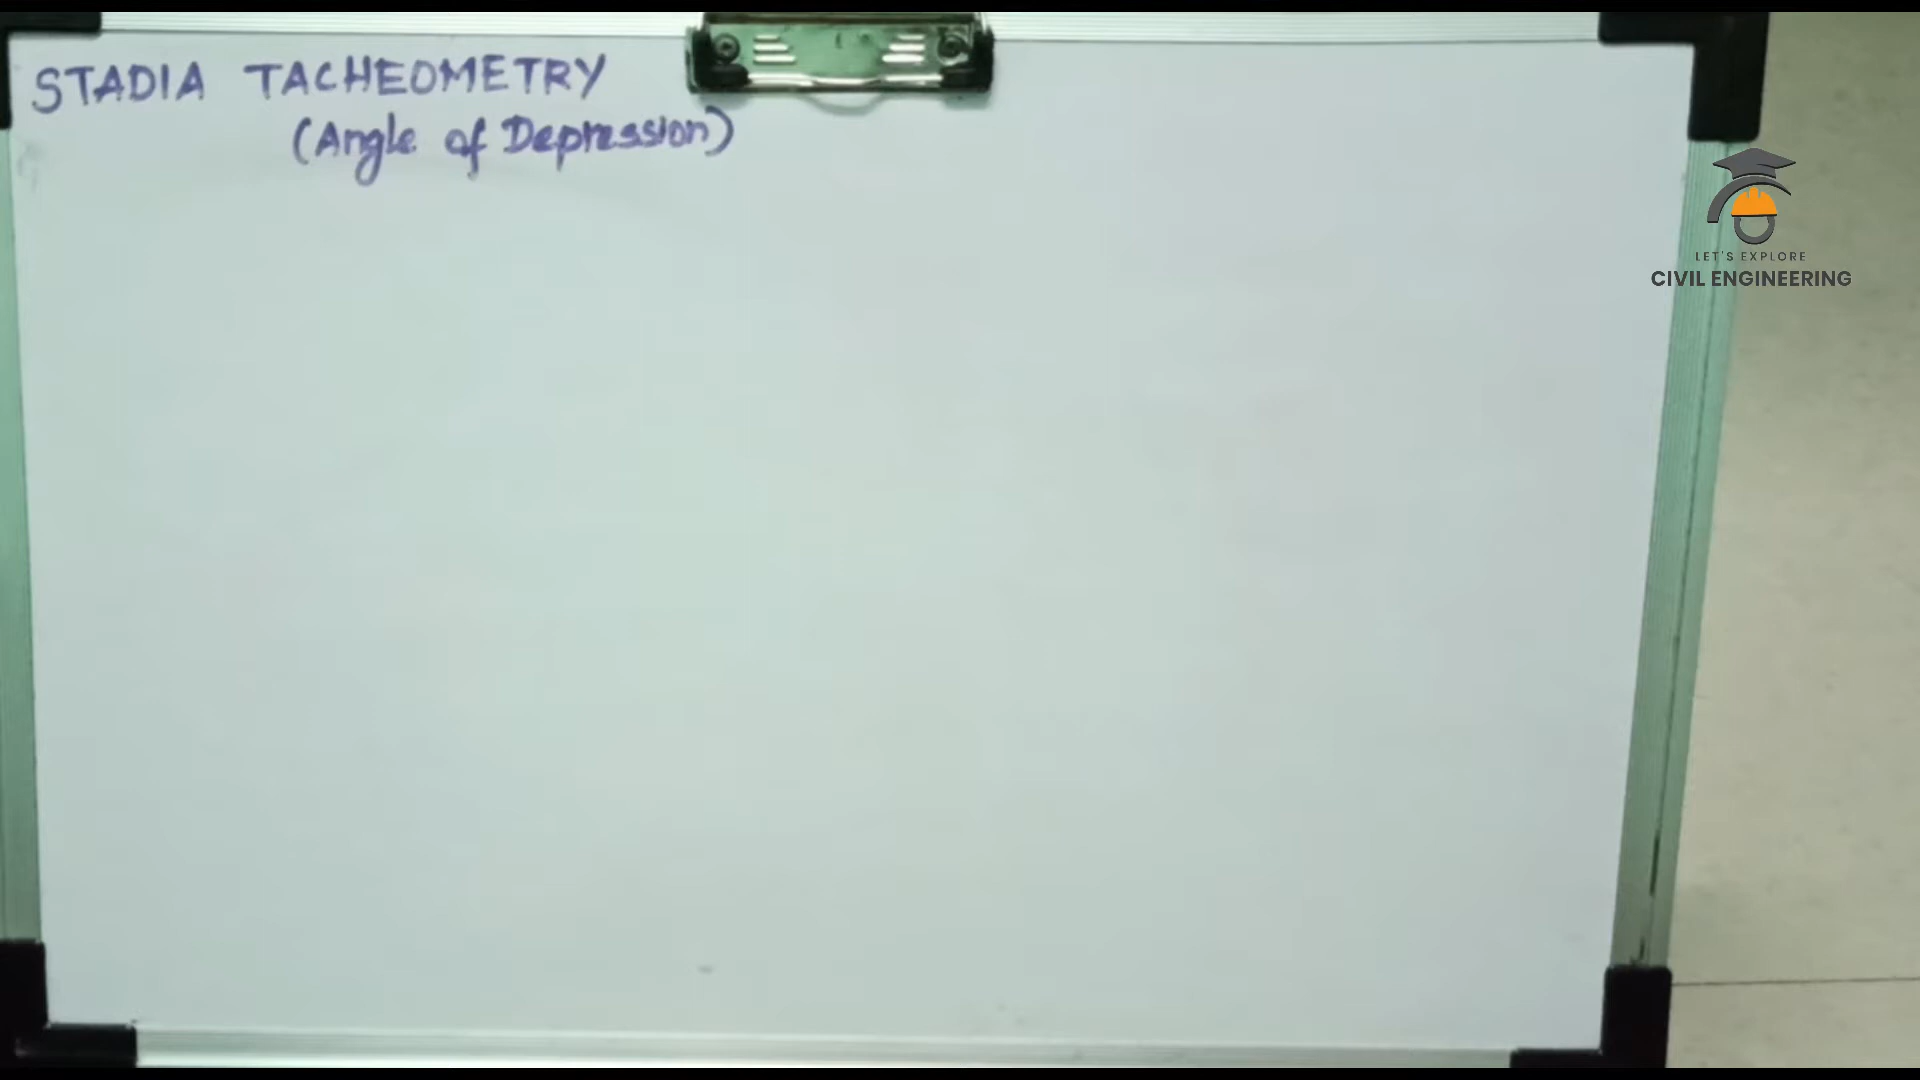 STADIA TACHEOMETRY
(Angle of Depression)
LET'S EXPLORE
CIVIL ENGINEERING